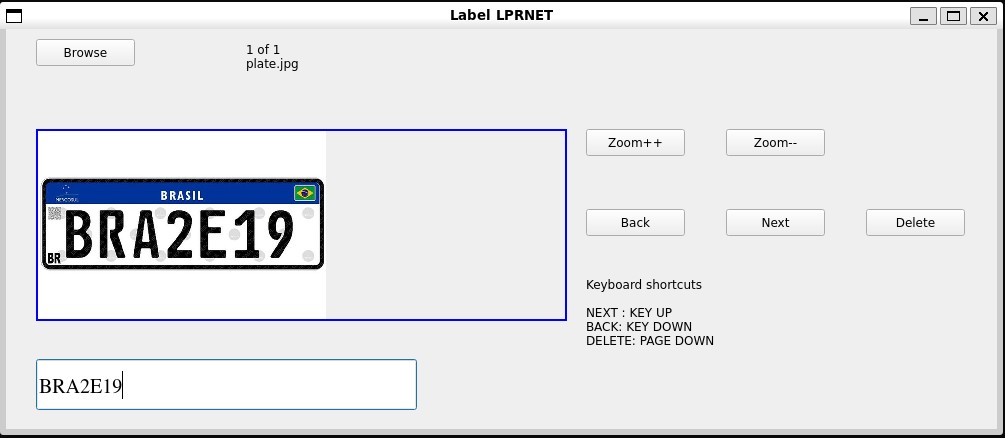 Label LPRNET
Browse
1 of 1
plate.jpg
Zoom++
Zoom--
MERCOSUL
BRASIL
BRA2E19
BR
Back
Next
Delete
Keyboard shortcuts
NEXT : KEY UP
BACK: KEY DOWN
DELETE: PAGE DOWN
BRA2E19